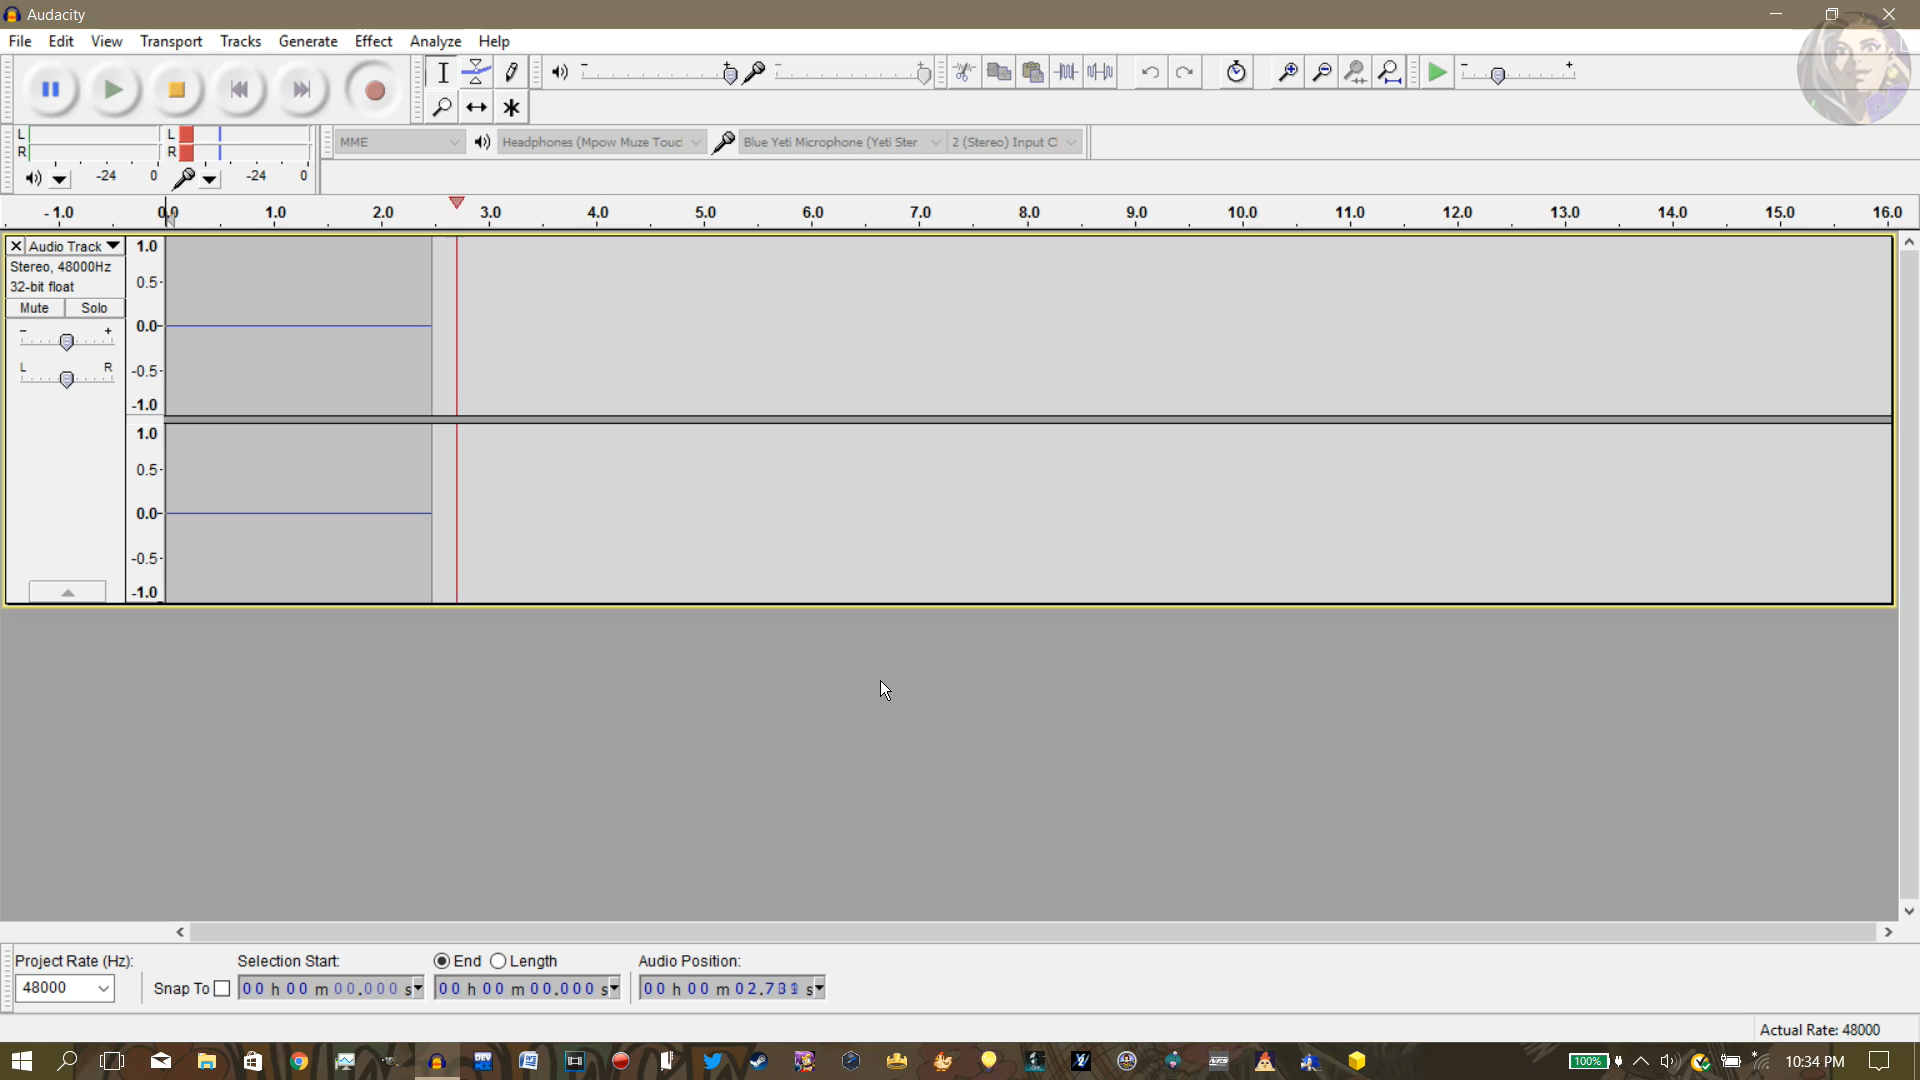 Audacity
File Edit View Transport Tracks Generate Effect Analyze Help
L L
R R
MME Headphones (Mpow Muze Toucl Blue Yeti Microphone (Yeti Ster 2 (Stereo) Input Cl
-24 0 -24 0
-1.0 0.0 1.0 2.0 3.0 4.0 5.0 6.0 7.0 8.0 9.0 10.0 11.0 12.0 13.0 14.0 15.0 16.0
Audio Track 1.0
Stereo, 48000Hz
32-bit float 0.5
Mute Solo
0.0
- +
L R
-0.5
-1.0
1.0
0.5
0.0
-0.5
-1.0
Project Rate (Hz): Selection Start: End Length Audio Position:
48000 Snap To 00 h 00 m 00.000 s 00 h 00 m 00.000 s 00 h 00 m
Actual Rate: 48000
100% 10:34 PM